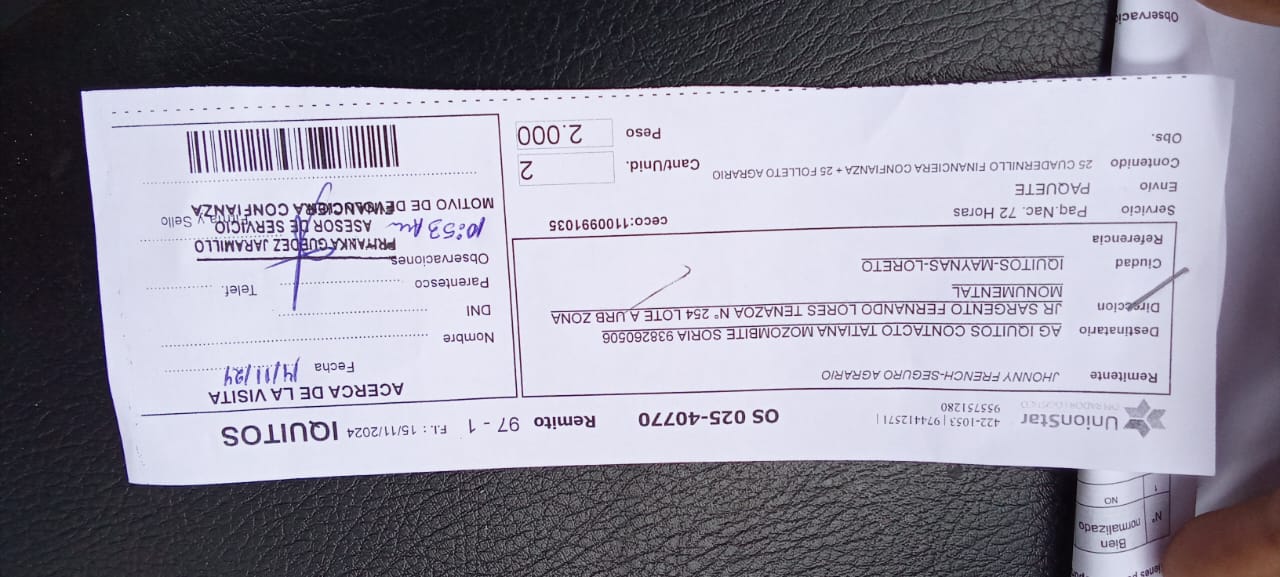 UnionStar
OPERADOR LOGÍSTICO
422-1053 | 974412571 |
955751280
OS 025-40770
Remito 97 - 1
F.I. : 15/11/2024
IQUITOS
Remitente JHONNY FRENCH-SEGURO AGRARIO
Destinatario AG IQUITOS CONTACTO TATIANA MOZOMBITE SORIA 938260506
Direccion JR SARGENTO FERNANDO LORES TENAZOA N° 254 LOTE A URB ZONA
MONUMENTAL
Ciudad IQUITOS-MAYNAS-LORETO
Referencia
Servicio Paq.Nac. 72 Horas
ceco:1100991035
Envío PAQUETE
Contenido 25 CUADERNILLO FINANCIERA CONFIANZA + 25 FOLLETO AGRARIO
Obs.
Cant/Unid. 2
Peso 2.000
ACERCA DE LA VISITA
Fecha 14/11/24
Nombre
DNI
Parentesco Telef.
Observaciones
PRIYANKA GUEDEZ JARAMILLO
ASESOR DE SERVICIO
10:53 Am
FINANCIERA CONFIANZA
Firma y Sello
MOTIVO DE
Observac
Bien
normalizado
N°
NO
1